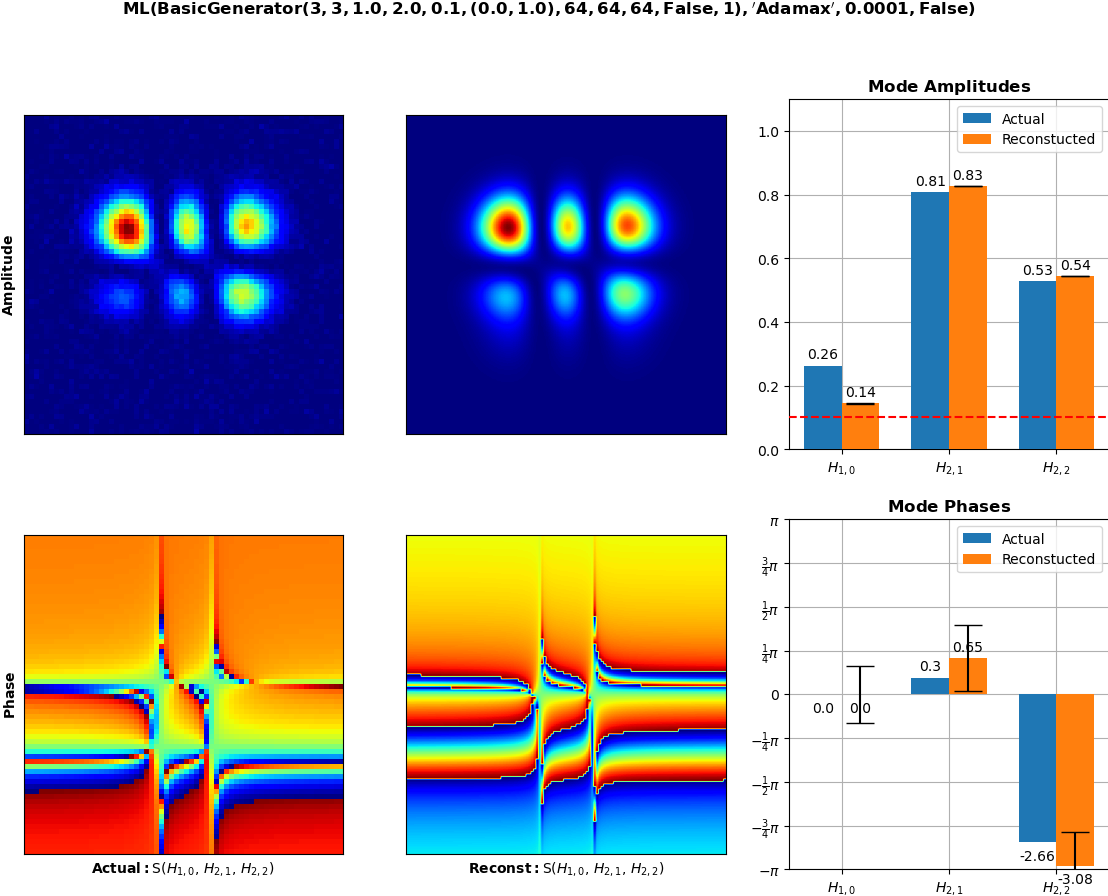 ML(BasicGenerator(3, 3, 1.0, 2.0, 0.1, (0.0, 1.0), 64, 64, 64, False, 1), ′Adamax′, 0.0001, False)
Amplitude
Mode Amplitudes
Actual
Reconstucted
1.0
0.8
0.6
0.4
0.2
0.0
0.26
0.14
0.81
0.83
0.53
0.54
H1,0
H2,1
H2,2
Phase
Actual: S(H1,0, H2,1, H2,2)
Reconst: S(H1,0, H2,1, H2,2)
Mode Phases
Actual
Reconstucted
π
3/4π
1/2π
1/4π
0
−1/4π
−1/2π
−3/4π
−π
0.0
0.0
0.3
0.65
-2.66
-3.08
H1,0
H2,1
H2,2